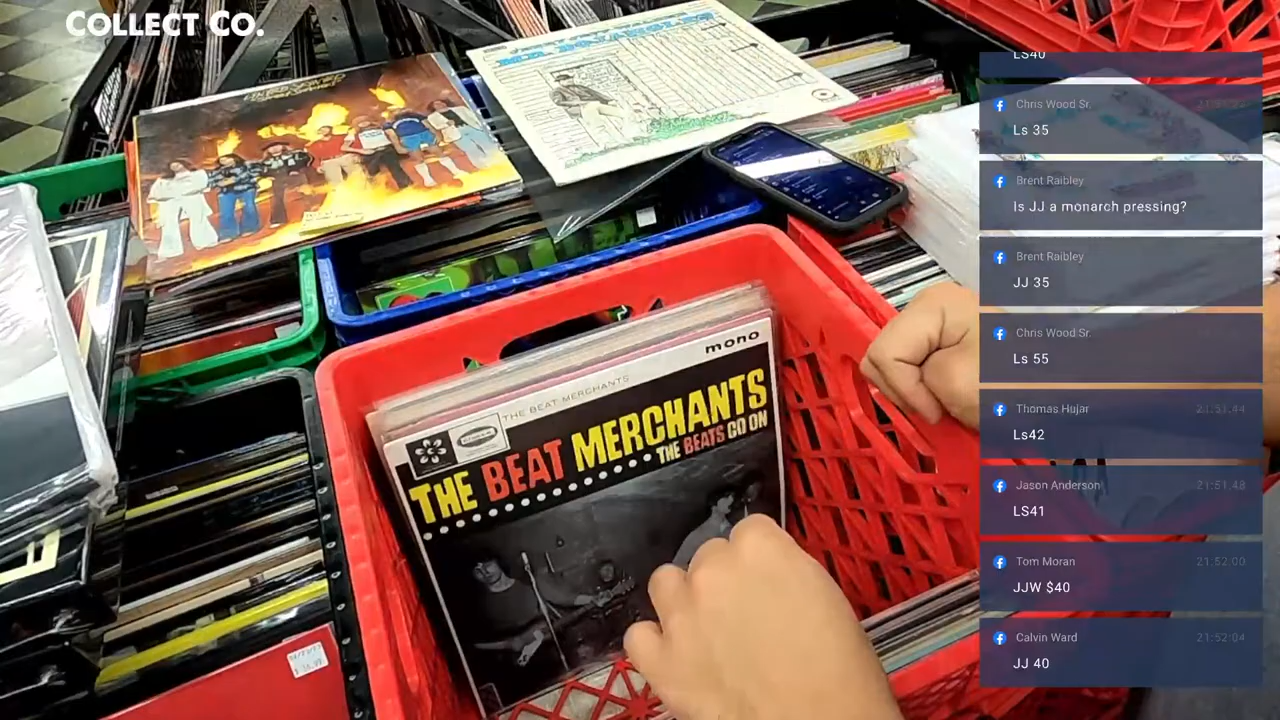 COLLECT CO.
LS40
Chris Wood Sr.
Ls 35
Brent Raibley
Is JJ a monarch pressing?
Brent Raibley
JJ 35
Chris Wood Sr.
Ls 55
Thomas Hujar 21:51:44
Ls42
Jason Anderson 21:51:48
LS41
Tom Moran 21:52:00
JJW $40
Calvin Ward 21:52:04
JJ 40
mono
THE BEAT MERCHANTS
THE BEAT MERCHANTS
THE BEATS GO ON